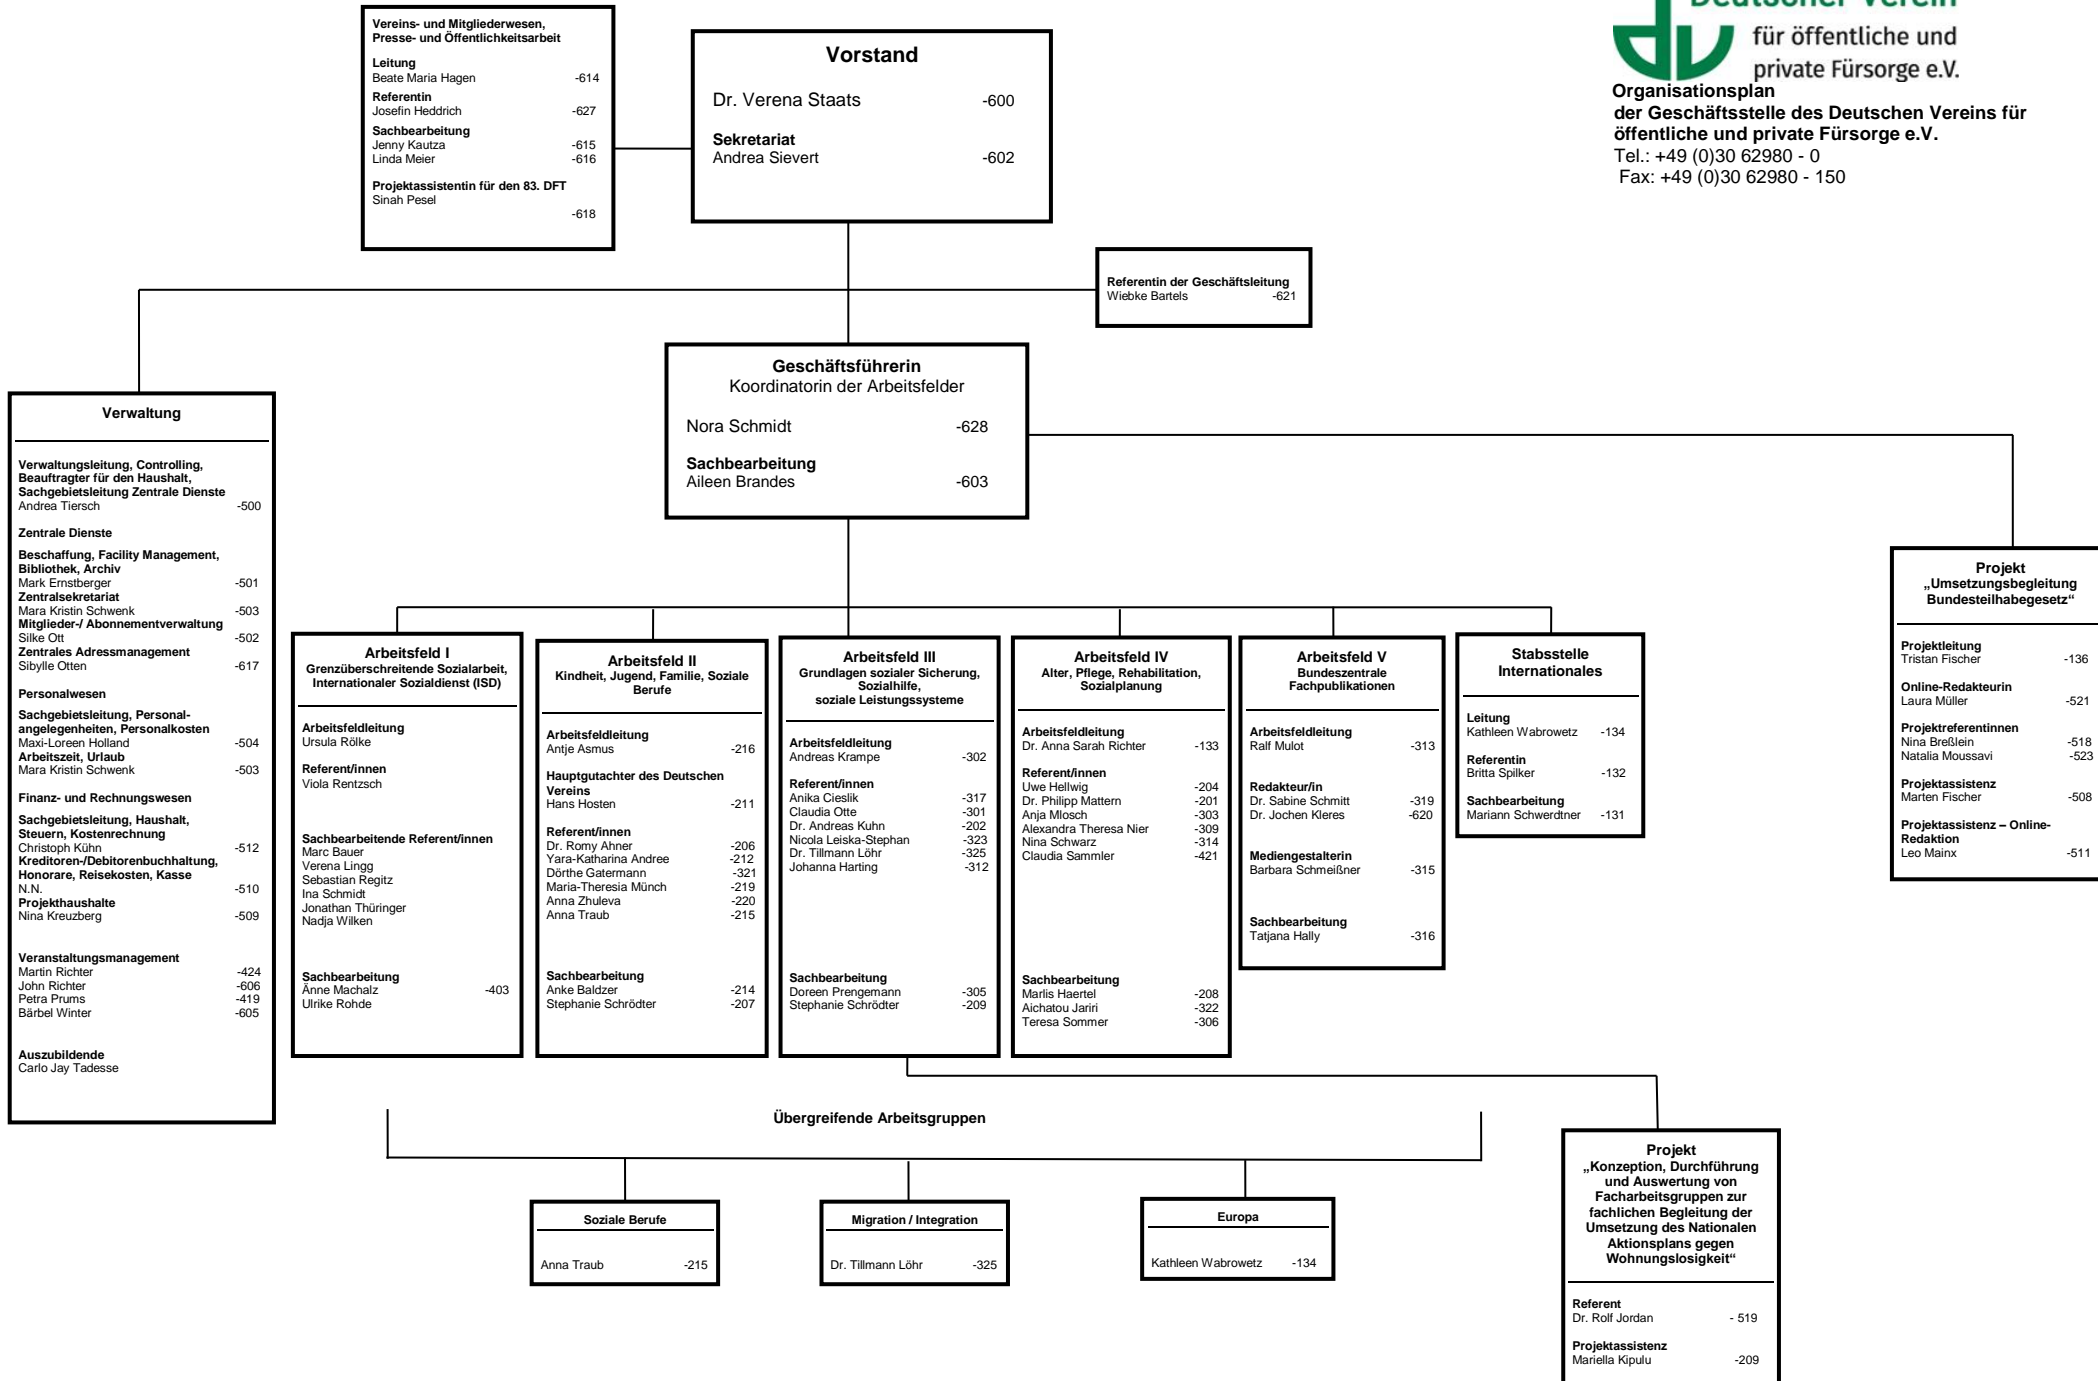 Vereins- und Mitgliederwesen,
Presse- und Öffentlichkeitsarbeit
Leitung
Beate Maria Hagen -614
Referentin
Josefin Heddrich -627
Sachbearbeitung
Jenny Kautza -615
Linda Meier -616
Projektassistentin für den 83. DFT
Sinah Pesel
-618
Vorstand
Dr. Verena Staats -600
Sekretariat
Andrea Sievert -602
Deutscher Verein
für öffentliche und
private Fürsorge e.V.
Organisationsplan
der Geschäftsstelle des Deutschen Vereins für
öffentliche und private Fürsorge e.V.
Tel.: +49 (0)30 62980 - 0
Fax: +49 (0)30 62980 - 150
Referentin der Geschäftsleitung
Wiebke Bartels -621
Geschäftsführerin
Koordinatorin der Arbeitsfelder
Nora Schmidt -628
Sachbearbeitung
Aileen Brandes -603
Verwaltung
Verwaltungsleitung, Controlling,
Beauftragter für den Haushalt,
Sachgebietsleitung Zentrale Dienste
Andrea Tiersch -500
Zentrale Dienste
Beschaffung, Facility Management,
Bibliothek, Archiv
Mark Ernstberger -501
Zentralsekretariat
Mara Kristin Schwenk -503
Mitglieder-/ Abonnementverwaltung
Silke Ott -502
Zentrales Adressmanagement
Sibylle Otten -617
Personalwesen
Sachgebietsleitung, Personal-
angelegenheiten, Personalkosten
Maxi-Loreen Holland -504
Arbeitszeit, Urlaub
Mara Kristin Schwenk -503
Finanz- und Rechnungswesen
Sachgebietsleitung, Haushalt,
Steuern, Kostenrechnung
Christoph Kühn -512
Kreditoren-/Debitorenbuchhaltung,
Honorare, Reisekosten, Kasse
N.N. -510
Projekthaushalte
Nina Kreuzberg -509
Veranstaltungsmanagement
Martin Richter -424
John Richter -606
Petra Prums -419
Bärbel Winter -605
Auszubildende
Carlo Jay Tadesse
Arbeitsfeld I
Grenzüberschreitende Sozialarbeit,
Internationaler Sozialdienst (ISD)
Arbeitsfeldleitung
Ursula Rölke
Referent/innen
Viola Rentzsch
Sachbearbeitende Referent/innen
Marc Bauer
Verena Lingg
Sebastian Regitz
Ina Schmidt
Jonathan Thüringer
Nadja Wilken
Sachbearbeitung
Änne Machalz -403
Ulrike Rohde
Arbeitsfeld II
Kindheit, Jugend, Familie, Soziale
Berufe
Arbeitsfeldleitung
Antje Asmus -216
Hauptgutachter des Deutschen
Vereins
Hans Hosten -211
Referent/innen
Dr. Romy Ahner -206
Yara-Katharina Andree -212
Dörthe Gatermann -321
Maria-Theresia Münch -219
Anna Zhuleva -220
Anna Traub -215
Sachbearbeitung
Anke Baldzer -214
Stephanie Schrödter -207
Arbeitsfeld III
Grundlagen sozialer Sicherung,
Sozialhilfe,
soziale Leistungssysteme
Arbeitsfeldleitung
Andreas Krampe -302
Referent/innen
Anika Cieslik -317
Claudia Otte -301
Dr. Andreas Kuhn -202
Nicola Leiska-Stephan -323
Dr. Tillmann Löhr -325
Johanna Harting -312
Sachbearbeitung
Doreen Prengemann -305
Stephanie Schrödter -209
Arbeitsfeld IV
Alter, Pflege, Rehabilitation,
Sozialplanung
Arbeitsfeldleitung
Dr. Anna Sarah Richter -133
Referent/innen
Uwe Hellwig -204
Dr. Philipp Mattern -201
Anja Mlosch -303
Alexandra Theresa Nier -309
Nina Schwarz -314
Claudia Sammler -421
Sachbearbeitung
Marlis Haertel -208
Aichatou Jariri -322
Teresa Sommer -306
Arbeitsfeld V
Bundeszentrale
Fachpublikationen
Arbeitsfeldleitung
Ralf Mulot -313
Redakteur/in
Dr. Sabine Schmitt -319
Dr. Jochen Kleres -620
Mediengestalterin
Barbara Schmeißner -315
Sachbearbeitung
Tatjana Hally -316
Stabsstelle
Internationales
Leitung
Kathleen Wabrowetz -134
Referentin
Britta Spilker -132
Sachbearbeitung
Mariann Schwerdtner -131
Projekt
„Umsetzungsbegleitung
Bundesteilhabegesetz“
Projektleitung
Tristan Fischer -136
Online-Redakteurin
Laura Müller -521
Projektreferentinnen
Nina Breßlein -518
Natalia Moussavi -523
Projektassistenz
Marten Fischer -508
Projektassistenz – Online-
Redaktion
Leo Mainx -511
Übergreifende Arbeitsgruppen
Soziale Berufe
Anna Traub -215
Migration / Integration
Dr. Tillmann Löhr -325
Europa
Kathleen Wabrowetz -134
Projekt
„Konzeption, Durchführung
und Auswertung von
Facharbeitsgruppen zur
fachlichen Begleitung der
Umsetzung des Nationalen
Aktionsplans gegen
Wohnungslosigkeit“
Referent
Dr. Rolf Jordan - 519
Projektassistenz
Mariella Kipulu -209